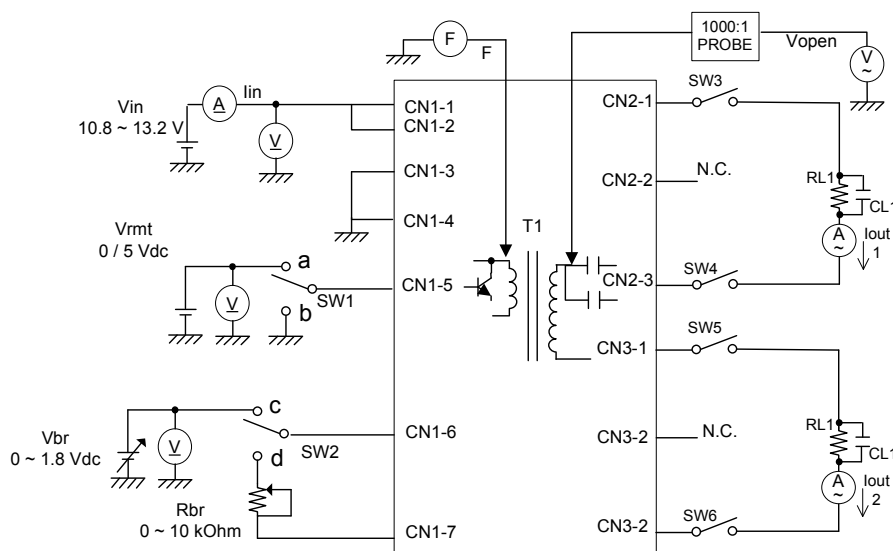 F
F
1000:1
PROBE
Vopen
V
~
Vin
10.8 ~ 13.2 V
A
Iin
V
CN1-1
CN1-2
CN1-3
CN1-4
CN2-1
SW3
CN2-2
N.C.
RL1
CL1
A
~
Iout
1
Vrmt
0 / 5 Vdc
a
V
SW1
b
CN1-5
T1
CN2-3
SW4
CN3-1
SW5
Vbr
0 ~ 1.8 Vdc
c
V
SW2
d
CN1-6
Rbr
0 ~ 10 kOhm
CN1-7
CN3-2
N.C.
RL1
CL1
A
~
Iout
2
CN3-2
SW6